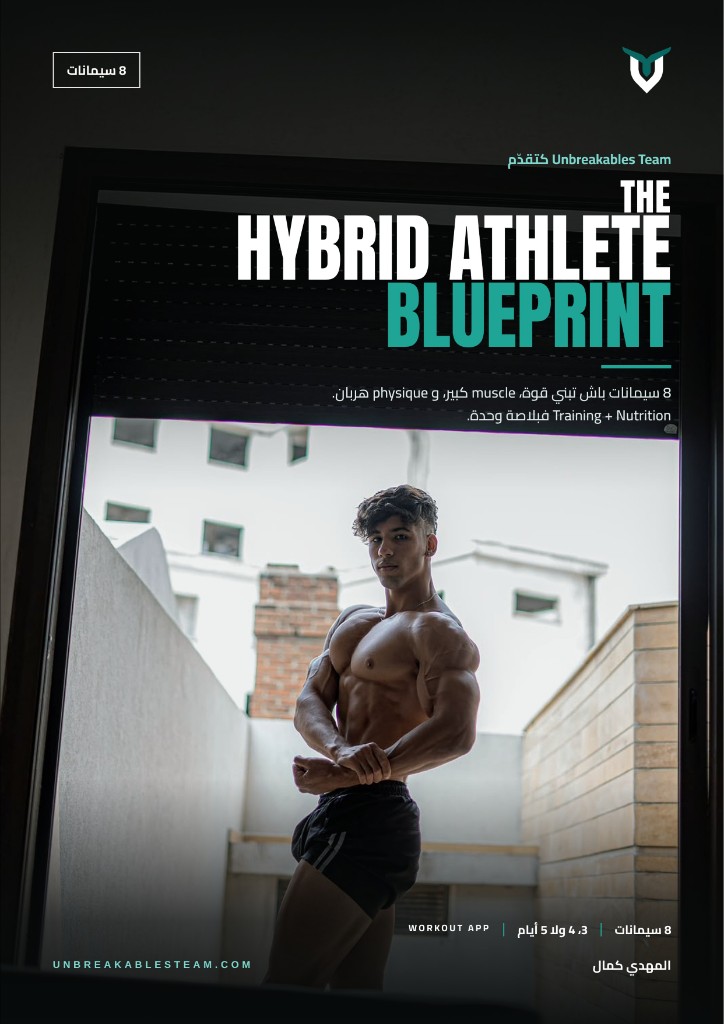 8 سيمانات
Unbreakables Team كتقدّم
THE
HYBRID ATHLETE
BLUEPRINT
8 سيمانات باش تبني قوة، muscle كبير، و physique هربان.
Training + Nutrition فبلاصة وحدة.
8 سيمانات | 3، 4 ولا 5 أيام | WORKOUT APP
المهدي كمال
UNBREAKABLESTEAM.COM